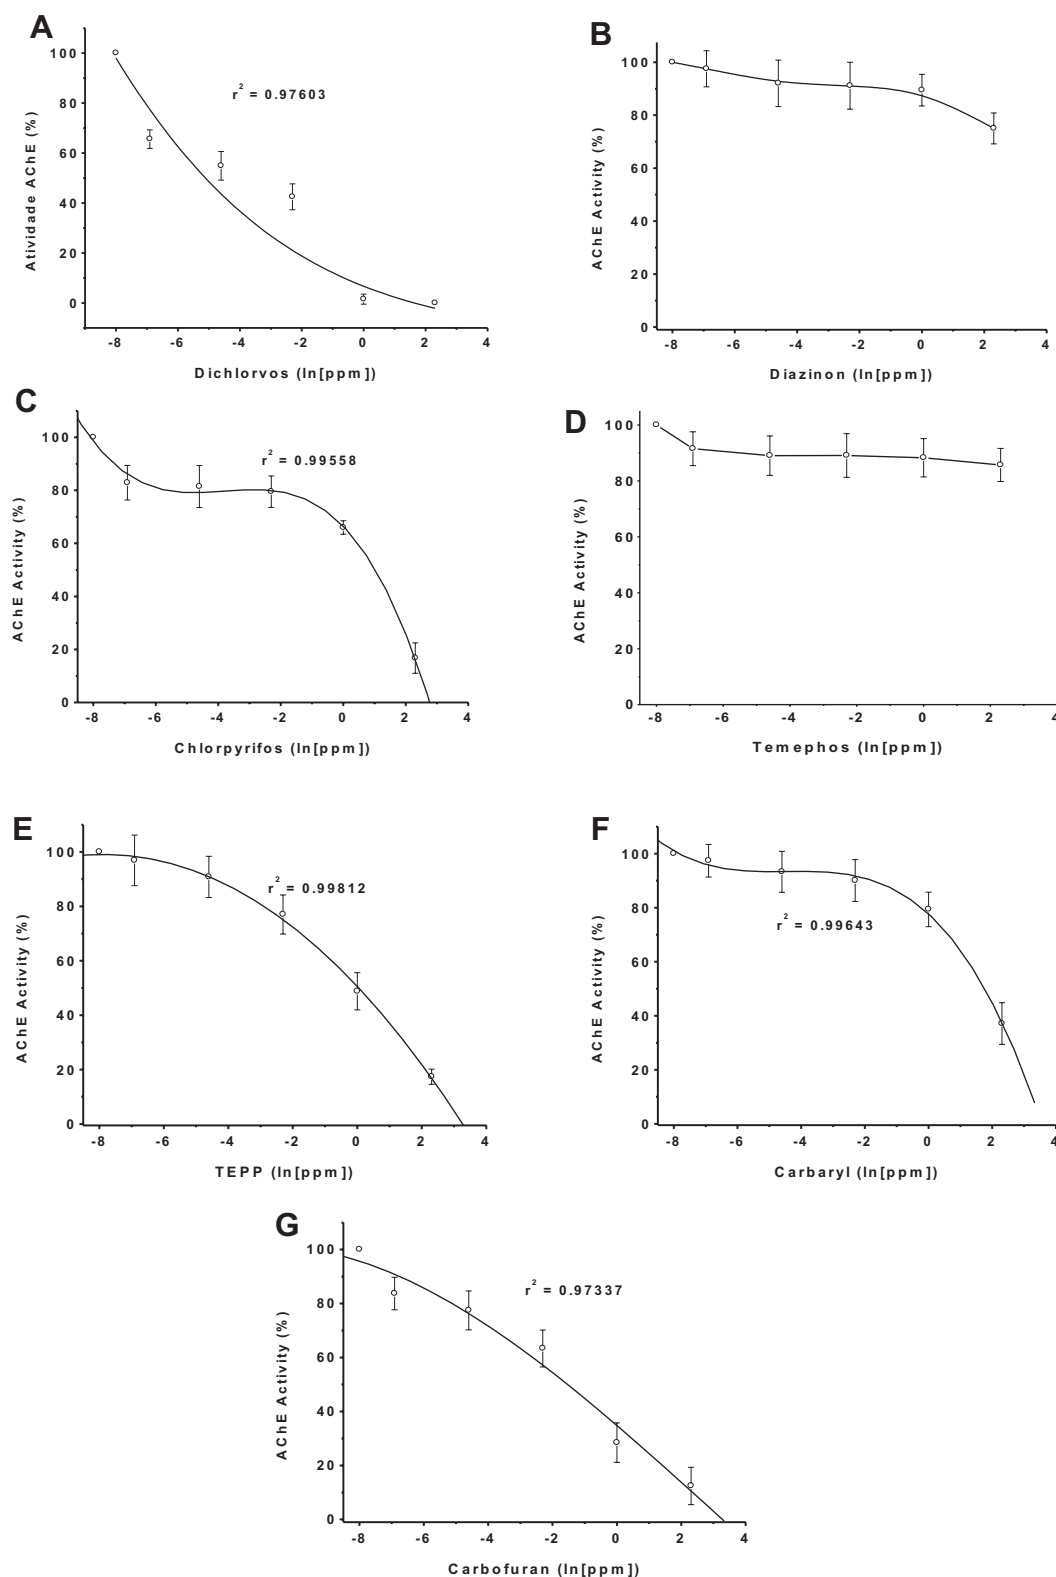 A
Atividade AChE (%)
100
80
60
40
20
0
r² = 0.97603
-8 -6 -4 -2 0 2 4
Dichlorvos (ln[ppm])
B
AChE Activity (%)
100
80
60
40
20
0
-8 -6 -4 -2 0 2 4
Diazinon (ln[ppm])
C
AChE Activity (%)
100
80
60
40
20
0
r² = 0.99558
-8 -6 -4 -2 0 2 4
Chlorpyrifos (ln[ppm])
D
AChE Activity (%)
100
80
60
40
20
0
-8 -6 -4 -2 0 2 4
Temephos (ln[ppm])
E
AChE Activity (%)
100
80
60
40
20
0
r² = 0.99812
-8 -6 -4 -2 0 2 4
TEPP (ln[ppm])
F
AChE Activity (%)
100
80
60
40
20
0
r² = 0.99643
-8 -6 -4 -2 0 2 4
Carbaryl (ln[ppm])
G
AChE Activity (%)
100
80
60
40
20
0
r² = 0.97337
-8 -6 -4 -2 0 2 4
Carbofuran (ln[ppm])